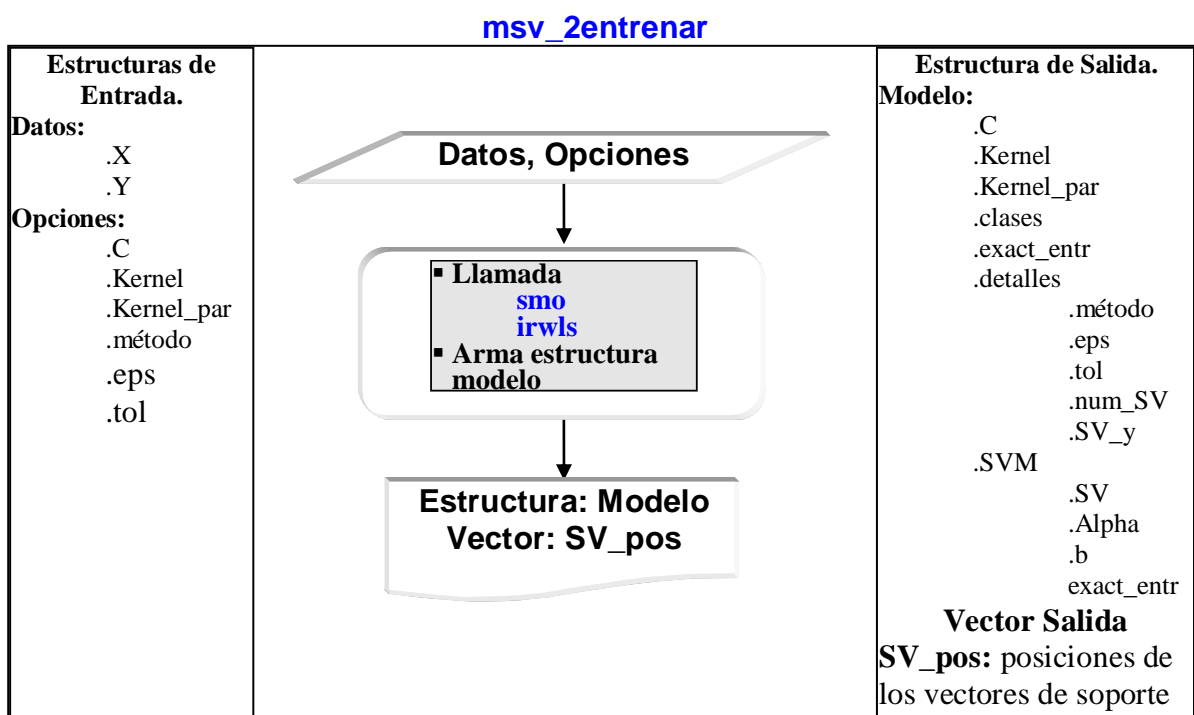 msv_2entrenar
Estructuras de
Entrada.
Datos:
.X
.Y
Opciones:
.C
.Kernel
.Kernel_par
.método
.eps
.tol
Datos, Opciones
▪ Llamada
smo
irwls
▪ Arma estructura
modelo
Estructura: Modelo
Vector: SV_pos
Estructura de Salida.
Modelo:
.C
.Kernel
.Kernel_par
.clases
.exact_entr
.detalles
.método
.eps
.tol
.num_SV
.SV_y
.SVM
.SV
.Alpha
.b
exact_entr
Vector Salida
SV_pos: posiciones de
los vectores de soporte